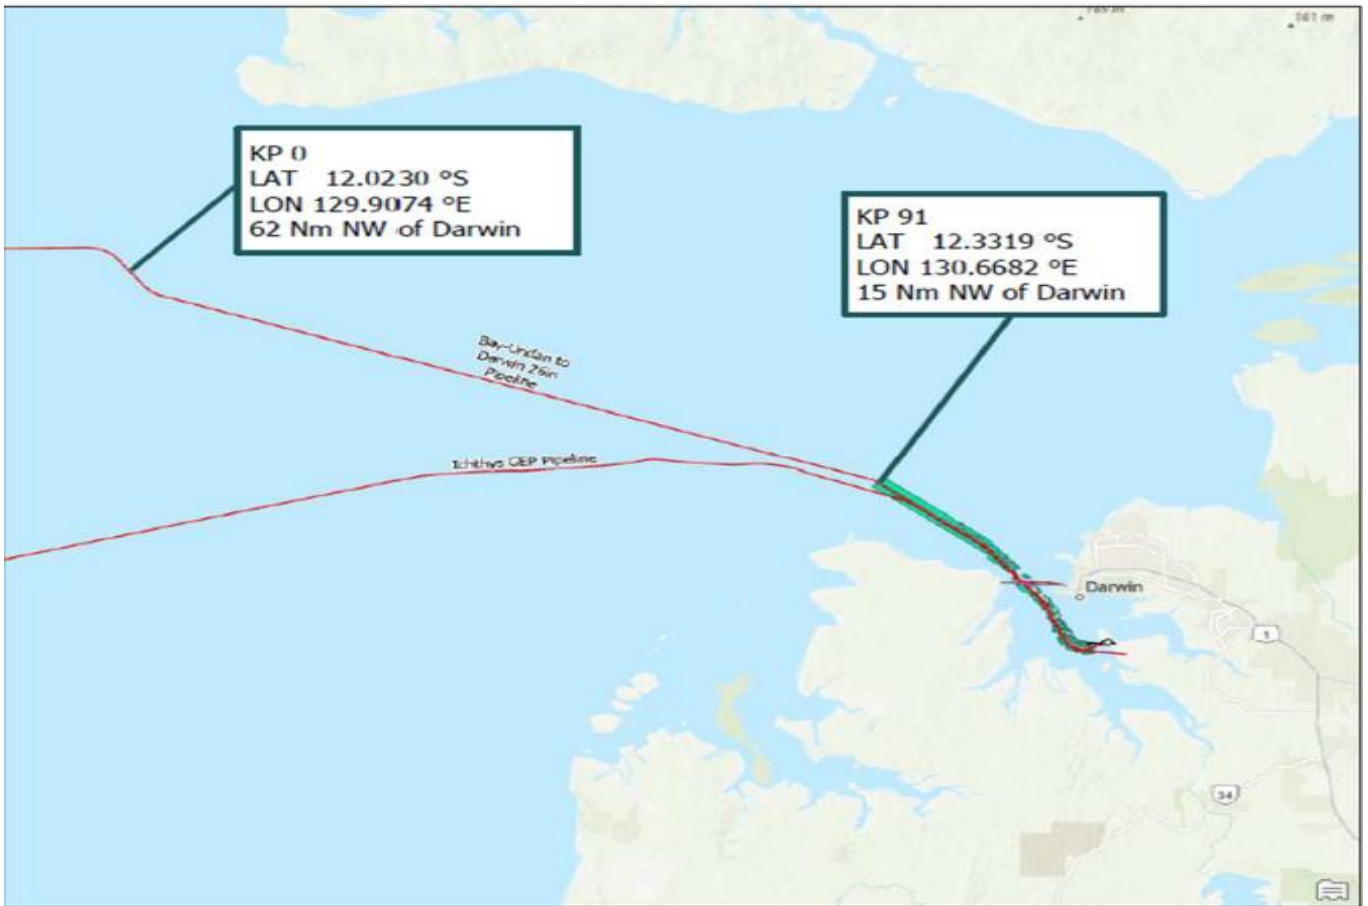 161 m
KP 0
LAT 12.0230 °S
LON 129.9074 °E
62 Nm NW of Darwin
KP 91
LAT 12.3319 °S
LON 130.6682 °E
15 Nm NW of Darwin
Bay-Undan to
Darwin 26in
Pipeline
Ichthys GEP Pipeline
Darwin
1
34